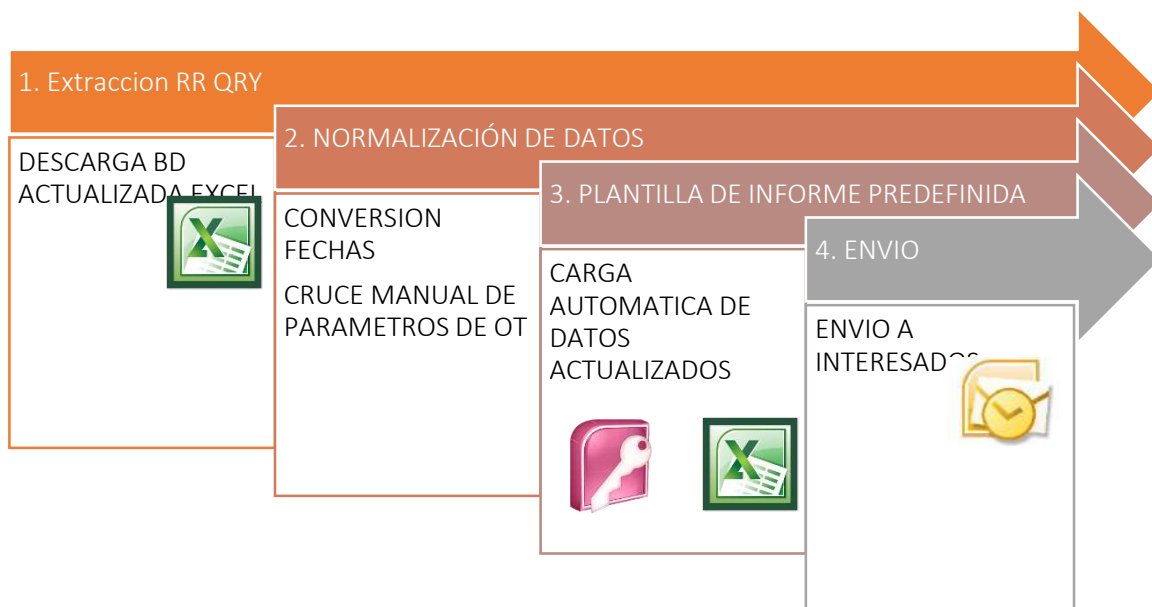 1. Extraccion RR QRY
DESCARGA BD
ACTUALIZADA EXCEL
2. NORMALIZACIÓN DE DATOS
CONVERSION
FECHAS
CRUCE MANUAL DE
PARAMETROS DE OT
3. PLANTILLA DE INFORME PREDEFINIDA
CARGA
AUTOMATICA DE
DATOS
ACTUALIZADOS
4. ENVIO
ENVIO A
INTERESADOS